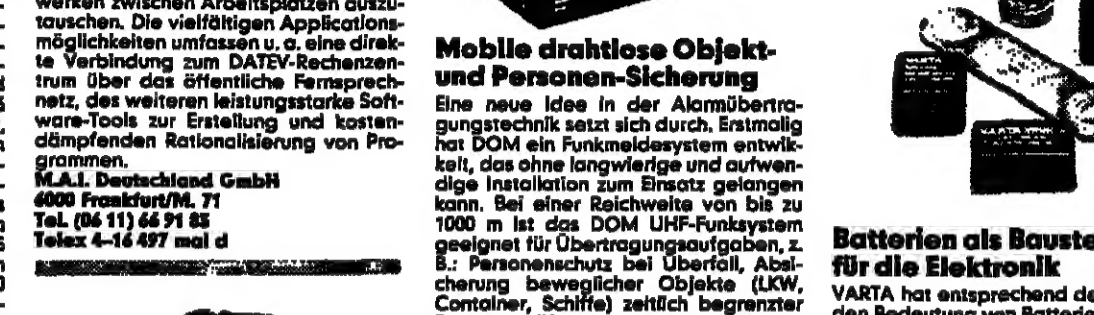 werken zwischen Arbeitsplätzen auszu-
tauschen. Die vielfältigen Applications-
möglichkeiten umfassen u. a. eine direk-
te Verbindung zum DATEV-Rechenzen-
trum über das öffentliche Fernsprech-
netz, des weiteren leistungsstarke Soft-
ware-Tools zur Erstellung und kosten-
dämpfenden Rationalisierung von Pro-
grammen.
M.A.I. Deutschland GmbH
6000 Frankfurt/M. 71
Tel. (06 11) 66 91 85
Telex 4-16 497 mai d
Mobile drahtlose Objekt-
und Personen-Sicherung
Eine neue Idee in der Alarmübertra-
gungstechnik setzt sich durch. Erstmalig
hat DOM ein Funkmeldesystem entwik-
kelt, das ohne langwierige und aufwen-
dige Installation zum Einsatz gelangen
kann. Bei einer Reichweite von bis zu
1000 m ist das DOM UHF-Funksystem
geeignet für Übertragungsaufgaben, z.
B.: Personenschutz bei Überfall, Absi-
cherung beweglicher Objekte (LKW,
Container, Schiffe) zeitlich begrenzter
Batterien als Bauste
für die Elektronik
VARTA hat entsprechend de
den Bedeutung von Batterie